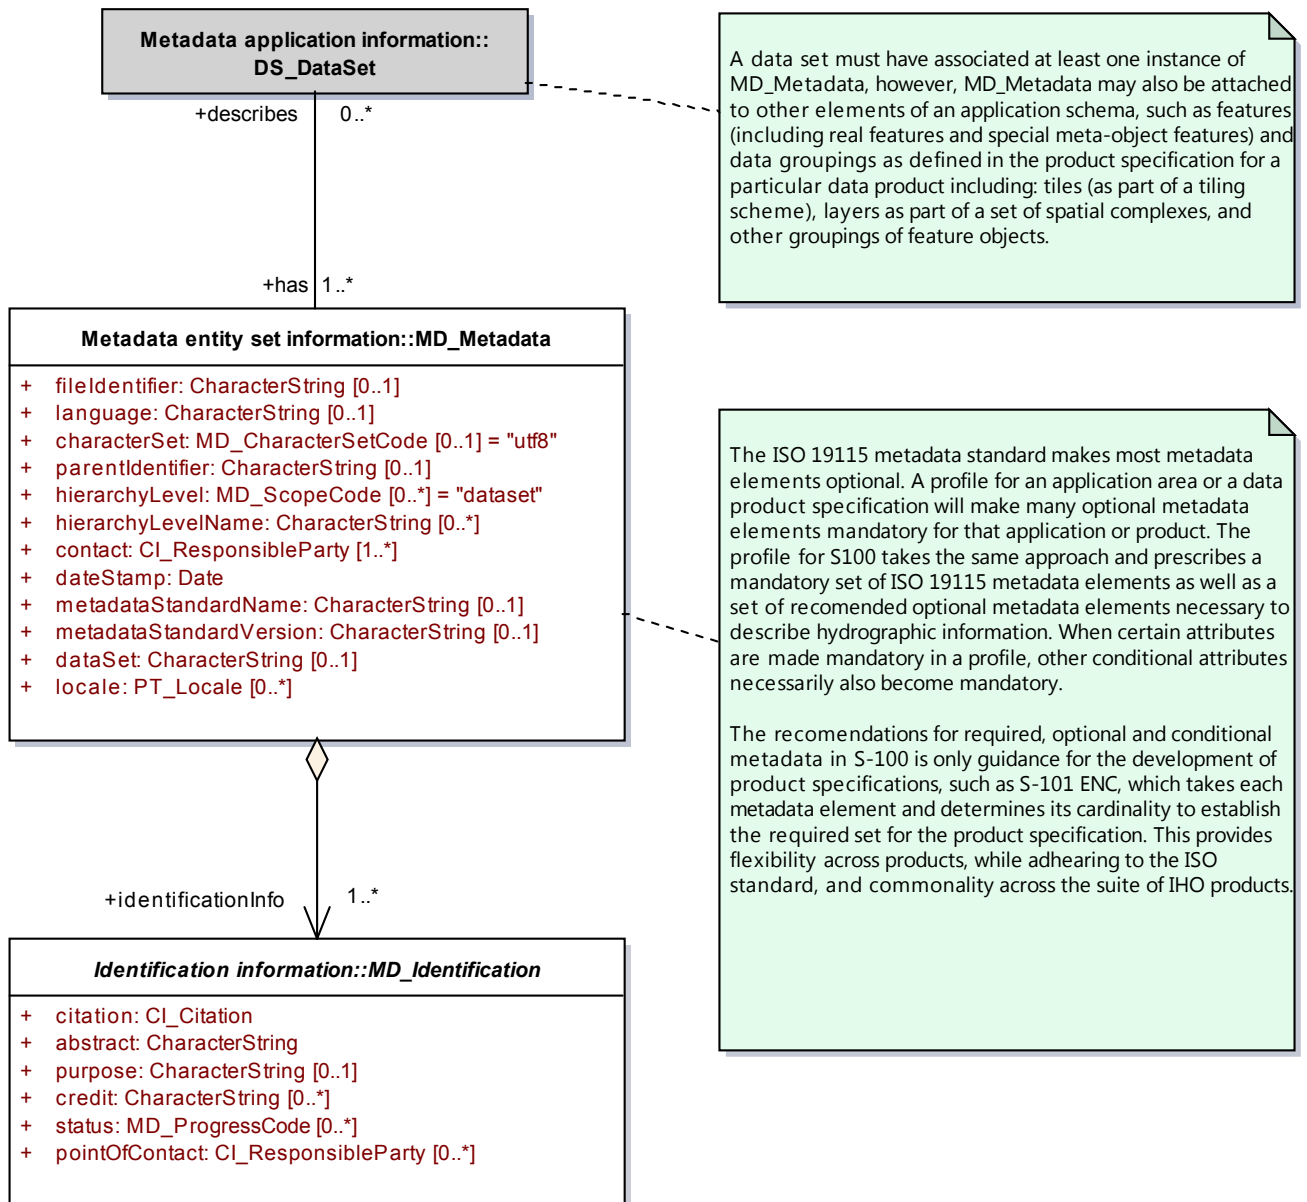 Metadata application information::
DS_DataSet
+describes 0..*
+has 1..*
Metadata entity set information::MD_Metadata
+ fileIdentifier: CharacterString [0..1]
+ language: CharacterString [0..1]
+ characterSet: MD_CharacterSetCode [0..1] = "utf8"
+ parentIdentifier: CharacterString [0..1]
+ hierarchyLevel: MD_ScopeCode [0..*] = "dataset"
+ hierarchyLevelName: CharacterString [0..*]
+ contact: CI_ResponsibleParty [1..*]
+ dateStamp: Date
+ metadataStandardName: CharacterString [0..1]
+ metadataStandardVersion: CharacterString [0..1]
+ dataSet: CharacterString [0..1]
+ locale: PT_Locale [0..*]
+identificationInfo 1..*
Identification information::MD_Identification
+ citation: CI_Citation
+ abstract: CharacterString
+ purpose: CharacterString [0..1]
+ credit: CharacterString [0..*]
+ status: MD_ProgressCode [0..*]
+ pointOfContact: CI_ResponsibleParty [0..*]
A data set must have associated at least one instance of
MD_Metadata, however, MD_Metadata may also be attached
to other elements of an application schema, such as features
(including real features and special meta-object features) and
data groupings as defined in the product specification for a
particular data product including: tiles (as part of a tiling
scheme), layers as part of a set of spatial complexes, and
other groupings of feature objects.
The ISO 19115 metadata standard makes most metadata
elements optional. A profile for an application area or a data
product specification will make many optional metadata
elements mandatory for that application or product. The
profile for S100 takes the same approach and prescribes a
mandatory set of ISO 19115 metadata elements as well as a
set of recomended optional metadata elements necessary to
describe hydrographic information. When certain attributes
are made mandatory in a profile, other conditional attributes
necessarily also become mandatory.
The recomendations for required, optional and conditional
metadata in S-100 is only guidance for the development of
product specifications, such as S-101 ENC, which takes each
metadata element and determines its cardinality to establish
the required set for the product specification. This provides
flexibility across products, while adhearing to the ISO
standard, and commonality across the suite of IHO products.